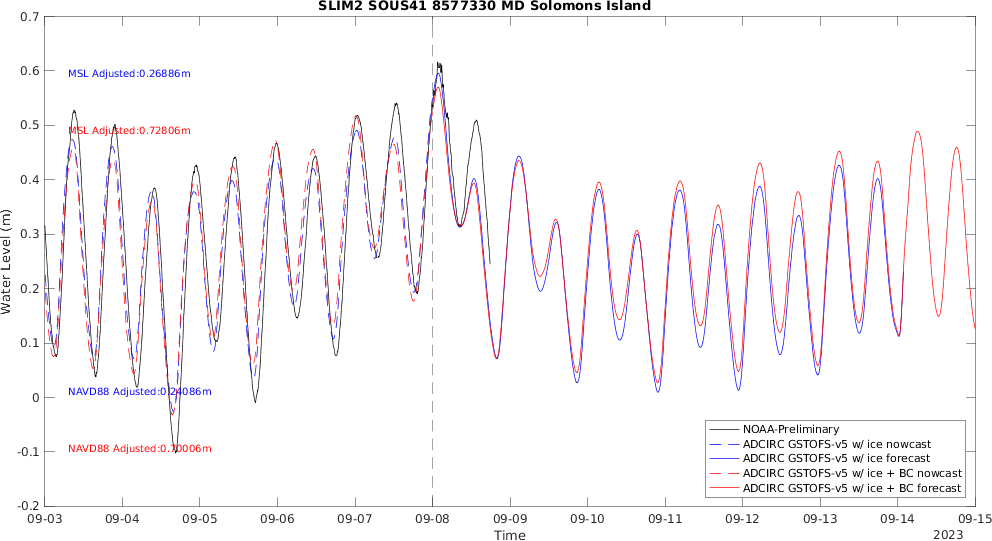 SLIM2 SOUS41 8577330 MD Solomons Island
0.7
0.6
0.5
0.4
0.3
0.2
0.1
0
-0.1
-0.2
Water Level (m)
MSL Adjusted:0.26886m
MSL Adjusted:0.72806m
NAVD88 Adjusted:0.24086m
NAVD88 Adjusted:0.70006m
NOAA-Preliminary
ADCIRC GSTOFS-v5 w/ ice nowcast
ADCIRC GSTOFS-v5 w/ ice forecast
ADCIRC GSTOFS-v5 w/ ice + BC nowcast
ADCIRC GSTOFS-v5 w/ ice + BC forecast
09-03 09-04 09-05 09-06 09-07 09-08 09-09 09-10 09-11 09-12 09-13 09-14 09-15
Time
2023